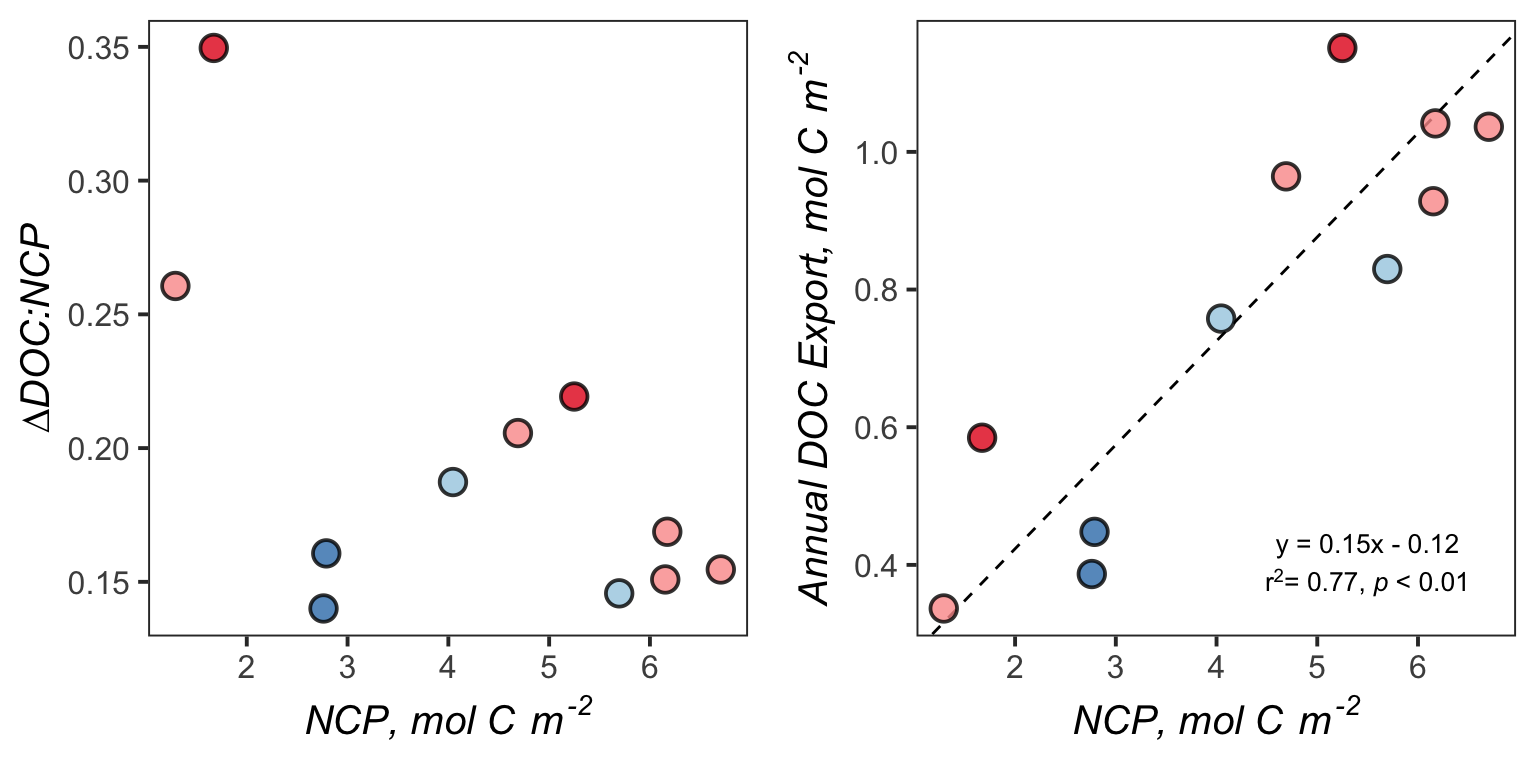 ΔDOC:NCP
0.35
0.30
0.25
0.20
0.15
2 3 4 5 6
NCP, mol C m⁻²
Annual DOC Export, mol C m⁻²
1.0
0.8
0.6
0.4
y = 0.15x - 0.12
r²= 0.77, p < 0.01
2 3 4 5 6
NCP, mol C m⁻²